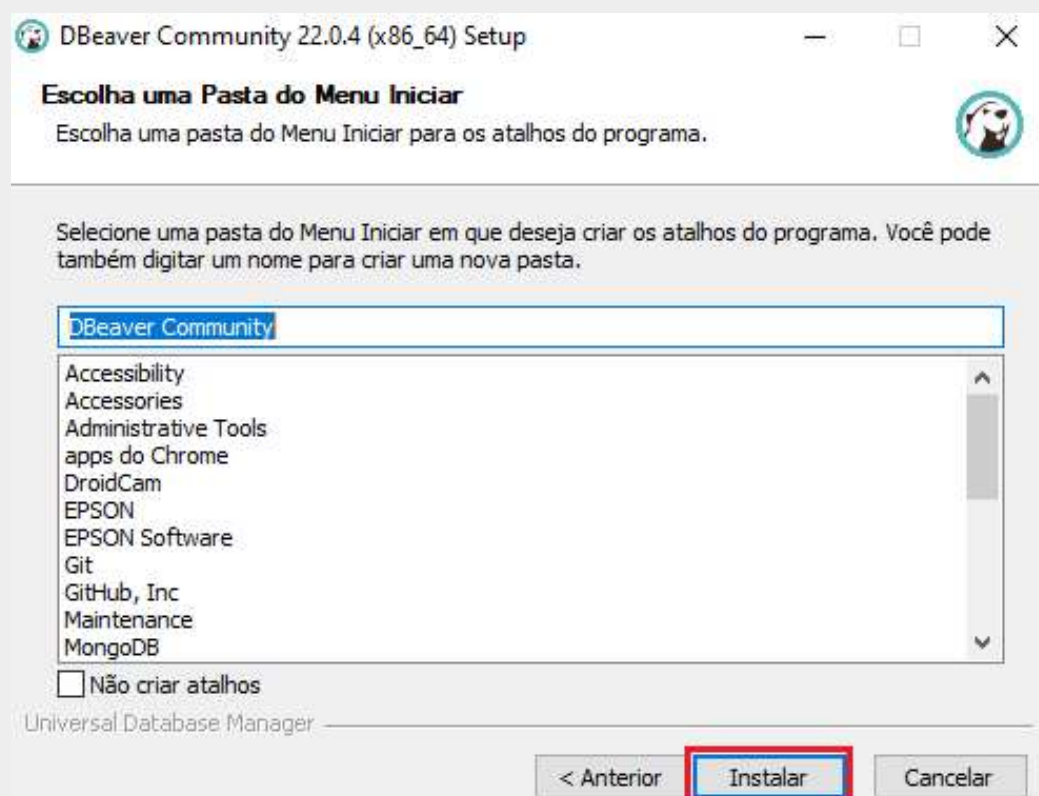 DBeaver Community 22.0.4 (x86_64) Setup
Escolha uma Pasta do Menu Iniciar
Escolha uma pasta do Menu Iniciar para os atalhos do programa.
Selecione uma pasta do Menu Iniciar em que deseja criar os atalhos do programa. Você pode
também digitar um nome para criar uma nova pasta.
DBeaver Community
Accessibility
Accessories
Administrative Tools
apps do Chrome
DroidCam
EPSON
EPSON Software
Git
GitHub, Inc
Maintenance
MongoDB
Não criar atalhos
Universal Database Manager
< Anterior Instalar Cancelar